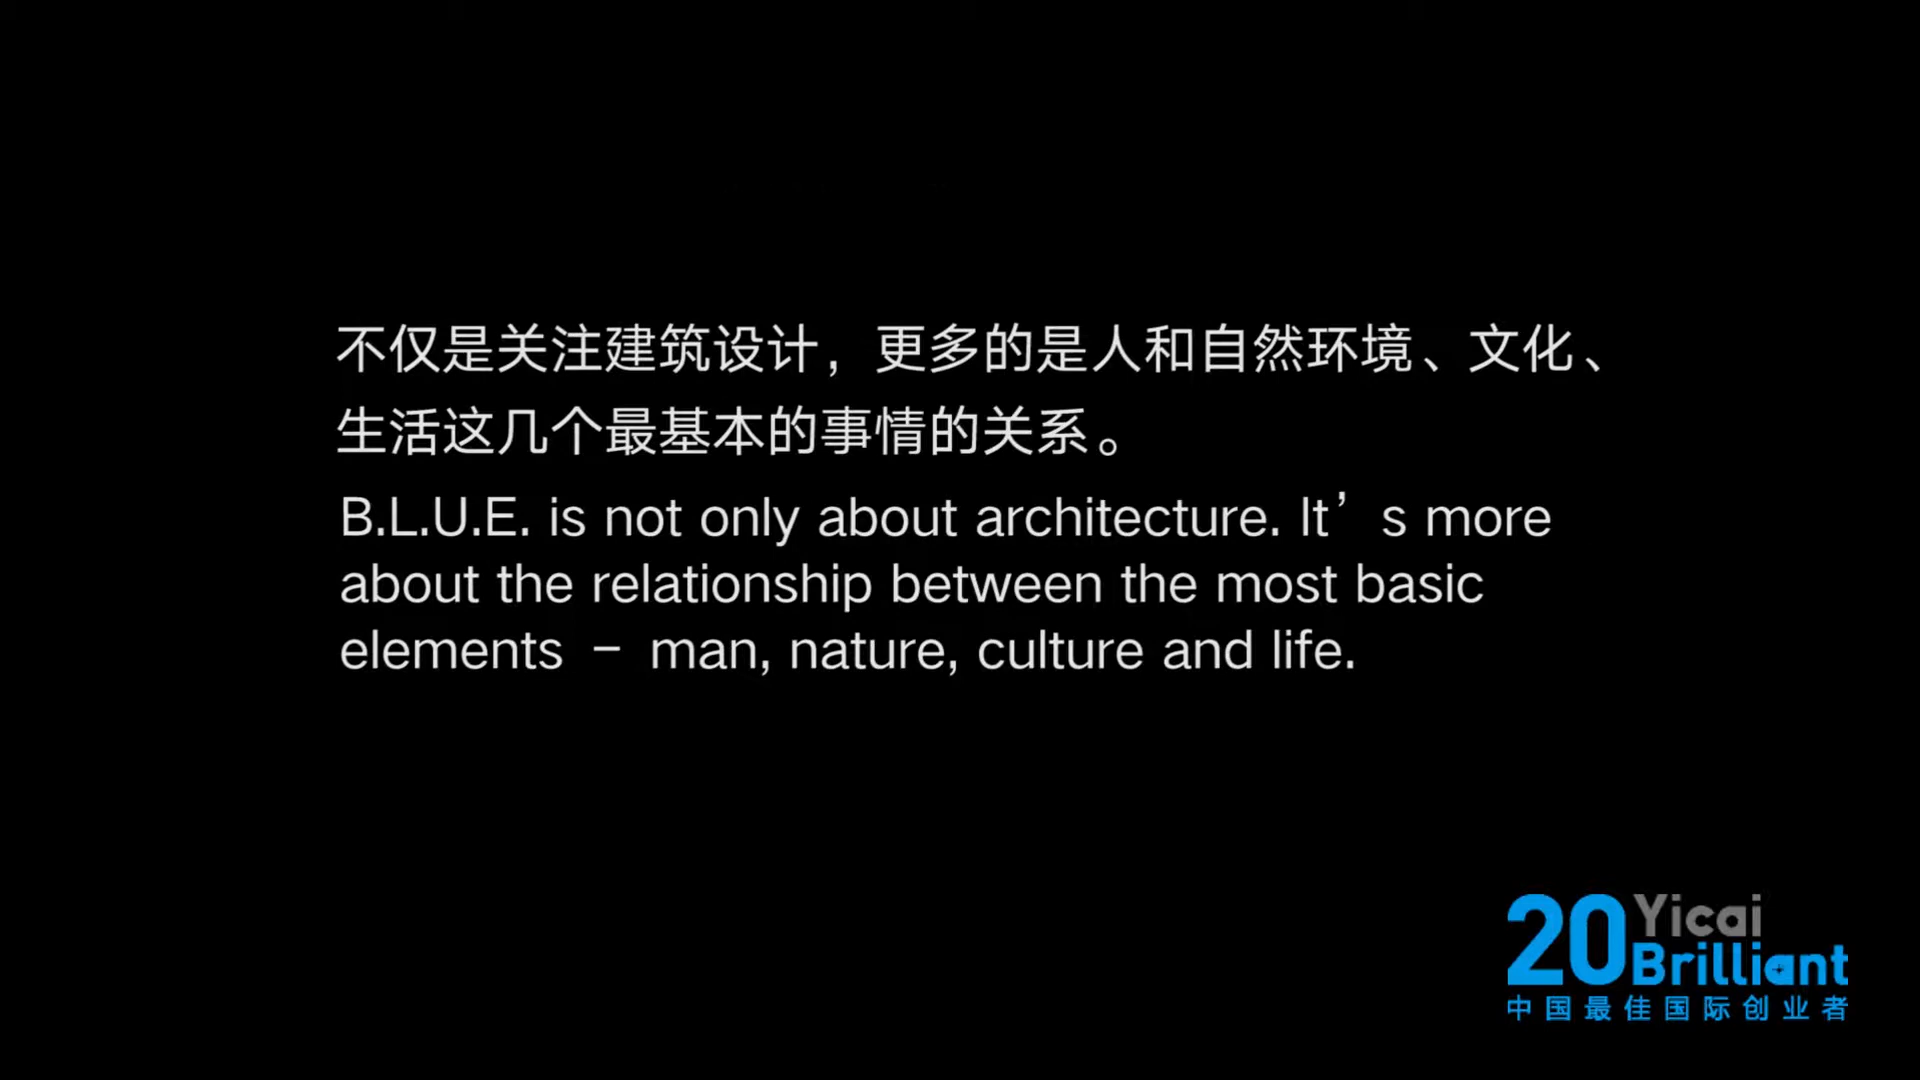 不仅是关注建筑设计，更多的是人和自然环境、文化、
生活这几个最基本的事情的关系。
B.L.U.E. is not only about architecture. It’s more
about the relationship between the most basic
elements – man, nature, culture and life.
20 Yicai
Brilliant
中国最佳国际创业者